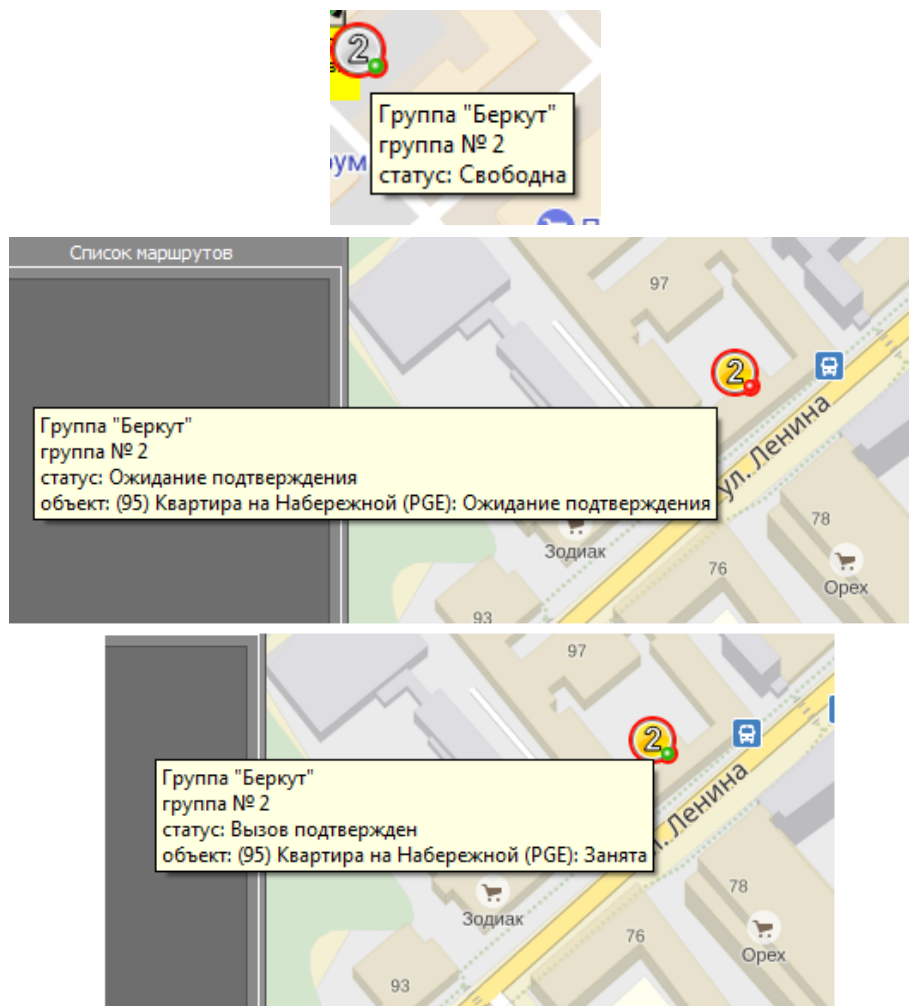 2
Группа "Беркут"
группа № 2
статус: Свободна
ум
Список маршрутов
97
2
ул. Ленина
Группа "Беркут"
группа № 2
статус: Ожидание подтверждения
объект: (95) Квартира на Набережной (PGE): Ожидание подтверждения
Зодиак
78
76
Орех
93
97
2
Ленина
Группа "Беркут"
группа № 2
статус: Вызов подтвержден
объект: (95) Квартира на Набережной (PGE): Занята
Зодиак
78
76
Орех
93